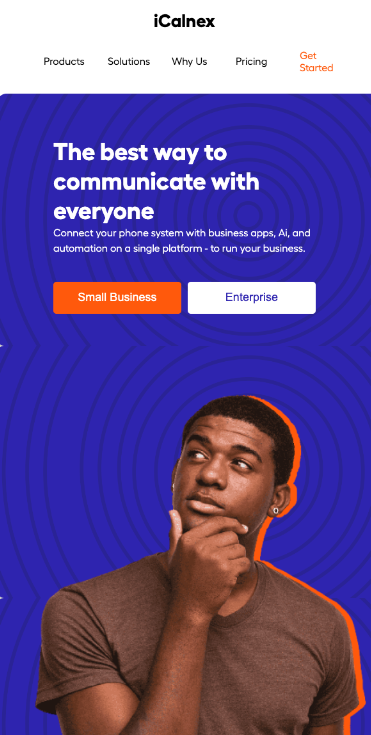 iCalnex
Products Solutions Why Us Pricing Get
Started
The best way to
communicate with
everyone
Connect your phone system with business apps, Ai, and
automation on a single platform - to run your business.
Small Business Enterprise